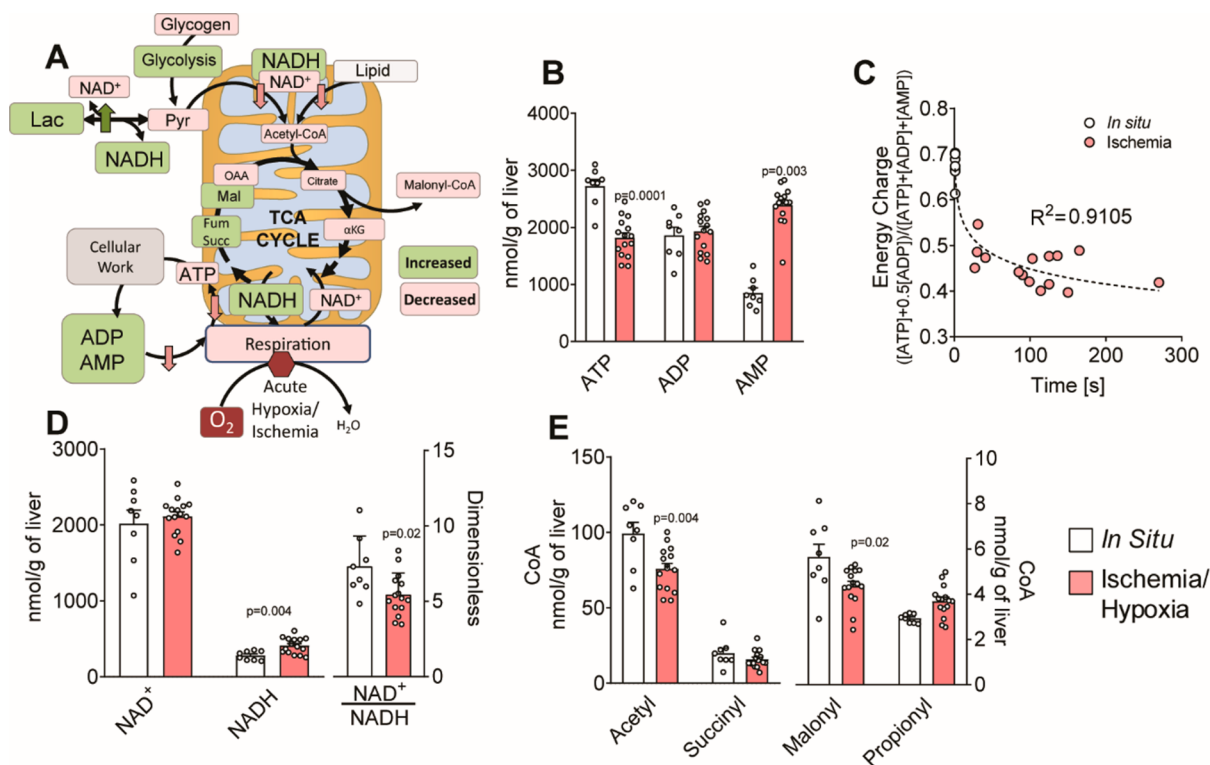 A
Glycogen
Glycolysis
NAD⁺
Lac
Pyr
NADH
NADH
NAD⁺
Lipid
Acetyl-CoA
OAA
Mal
Citrate
Malonyl-CoA
Fum
Succ
TCA
CYCLE
αKG
Cellular
Work
ATP
NADH
NAD⁺
Increased
Decreased
ADP
AMP
Respiration
O₂
Acute
Hypoxia/
Ischemia
H₂O
B
nmol/g of liver
4000
3000
2000
1000
0
p=0.0001
p=0.003
ATP
ADP
AMP
C
Energy Charge
([ATP]+0.5[ADP])/([ATP]+[ADP]+[AMP])
0.8
0.7
0.6
0.5
0.4
0.3
In situ
Ischemia
R²=0.9105
0
100
200
300
Time [s]
D
nmol/g of liver
3000
2000
1000
0
p=0.004
p=0.02
15
10
5
0
Dimensionless
NAD⁺
NADH
NAD⁺
NADH
E
CoA
nmol/g of liver
150
100
50
0
p=0.004
p=0.02
10
8
6
4
2
0
CoA
nmol/g of liver
Acetyl
Succinyl
Malonyl
Propionyl
In Situ
Ischemia/
Hypoxia